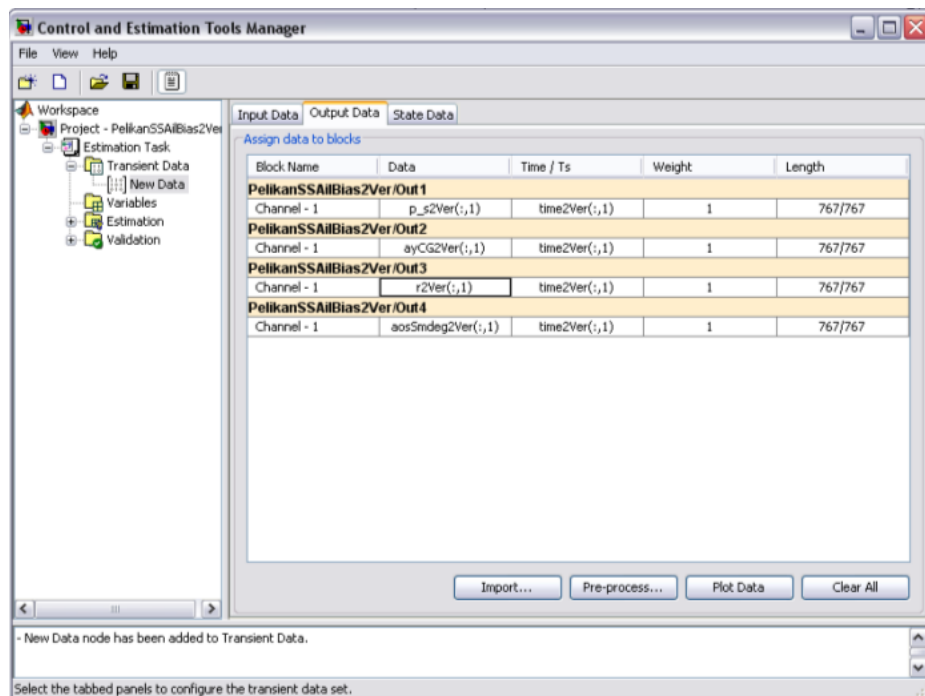 Control and Estimation Tools Manager
File View Help
Workspace
Project - PelikanSSAilBias2Ver
Estimation Task
Transient Data
New Data
Variables
Estimation
Validation
Input Data Output Data State Data
Assign data to blocks
Block Name Data Time / Ts Weight Length
PelikanSSAilBias2Ver/Out1
Channel - 1 p_s2Ver(:,1) time2Ver(:,1) 1 767/767
PelikanSSAilBias2Ver/Out2
Channel - 1 ayCG2Ver(:,1) time2Ver(:,1) 1 767/767
PelikanSSAilBias2Ver/Out3
Channel - 1 r2Ver(:,1) time2Ver(:,1) 1 767/767
PelikanSSAilBias2Ver/Out4
Channel - 1 aosSmdeg2Ver(:,1) time2Ver(:,1) 1 767/767
Import... Pre-process... Plot Data Clear All
- New Data node has been added to Transient Data.
Select the tabbed panels to configure the transient data set.